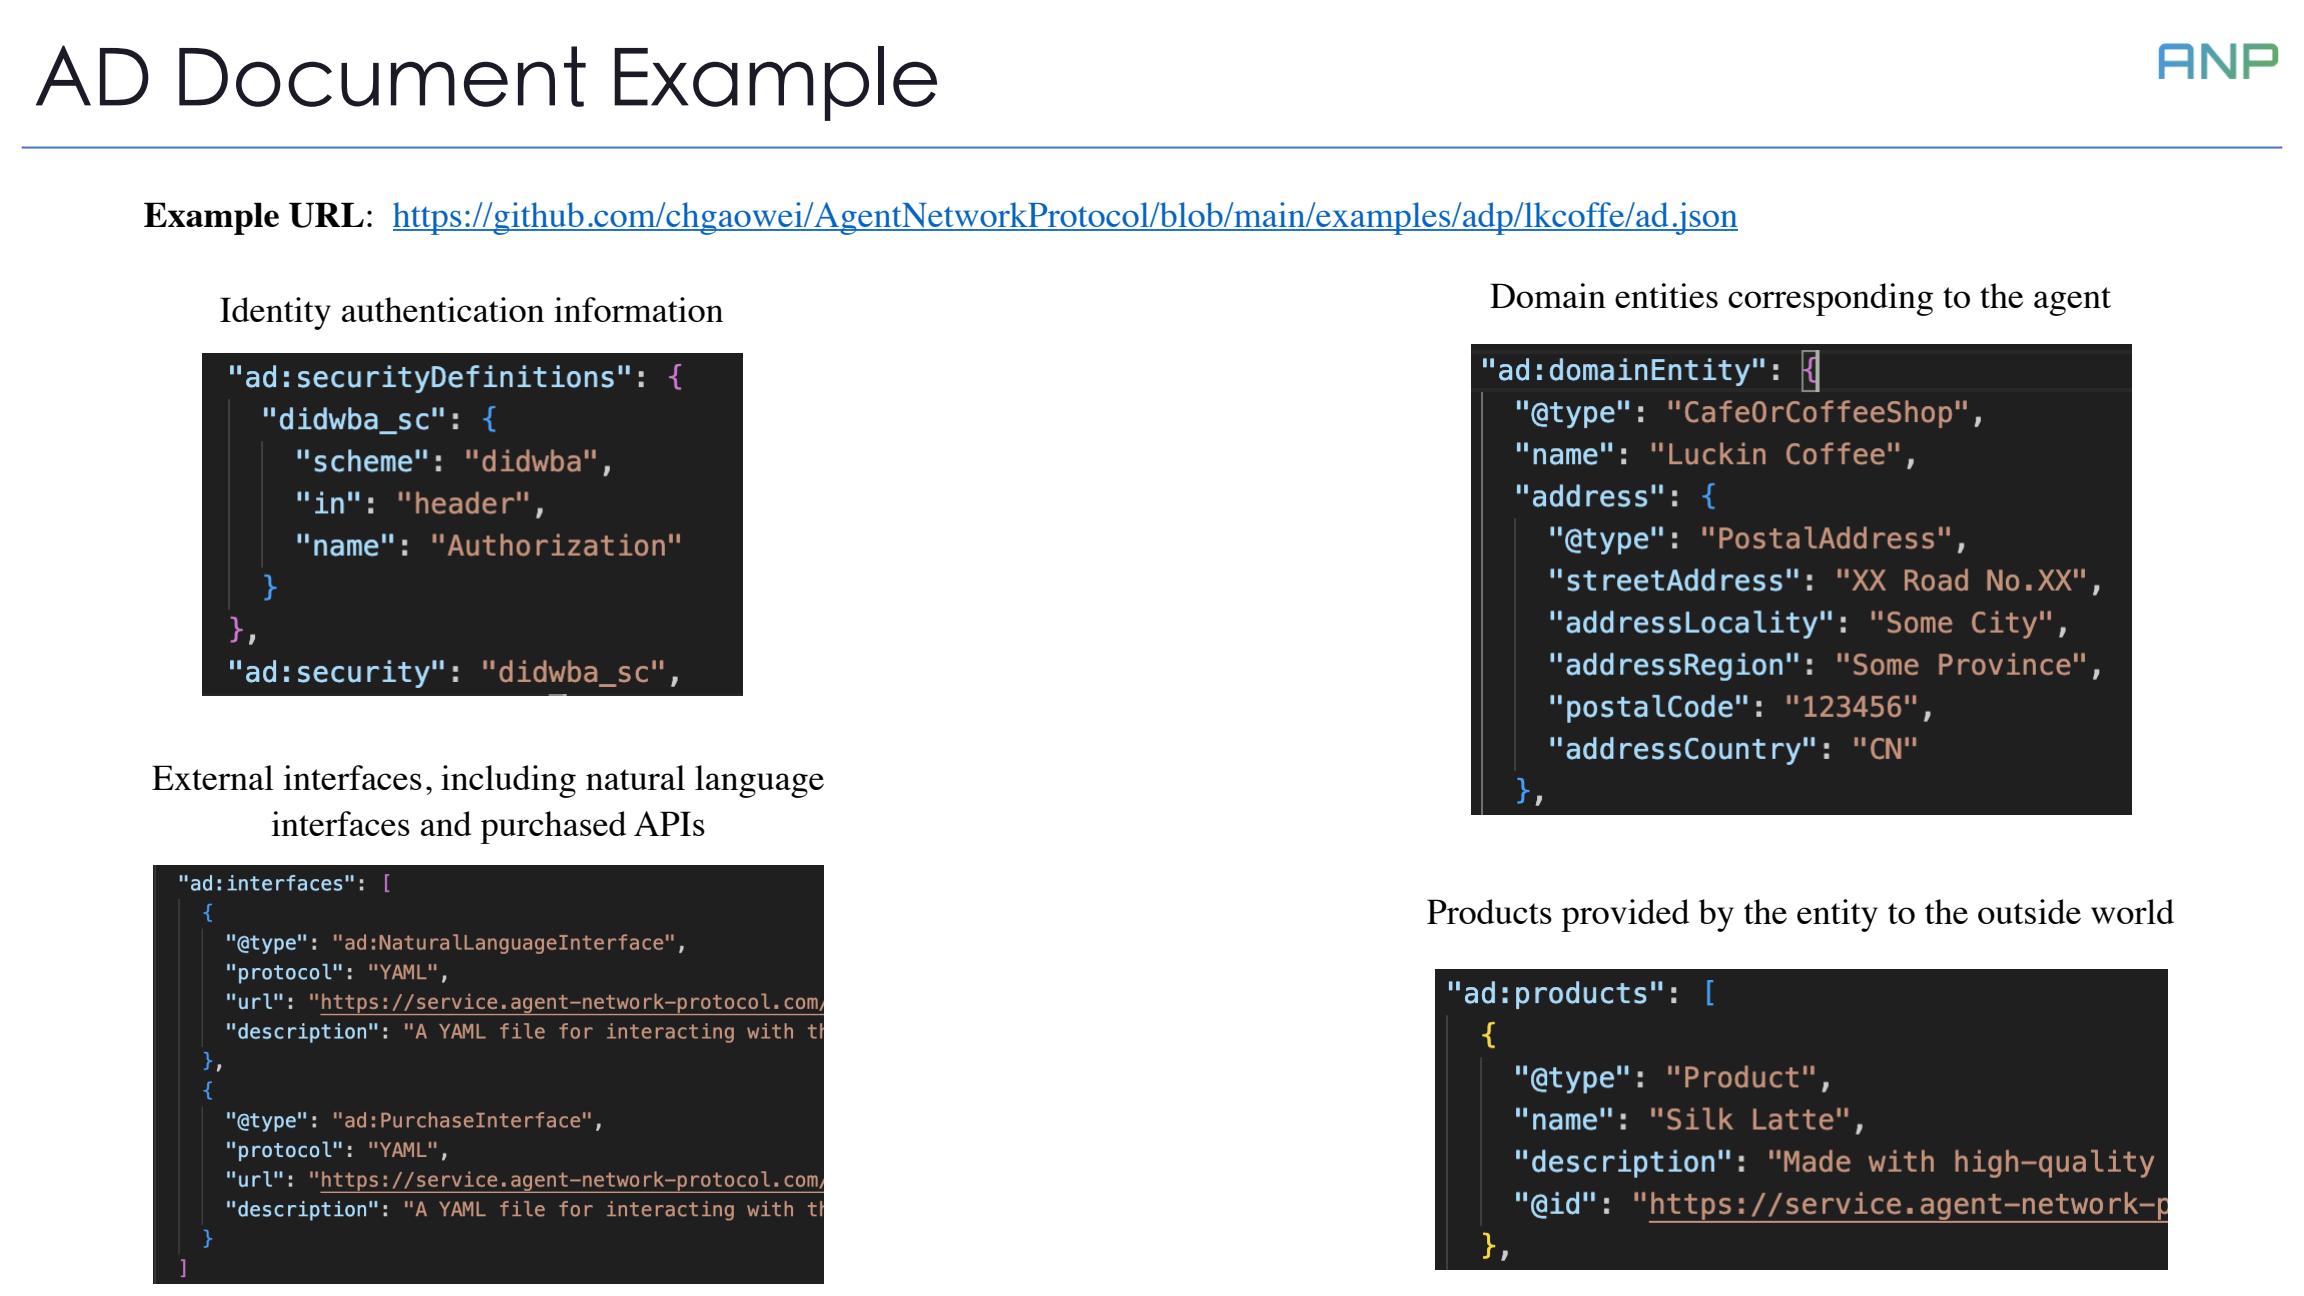 AD Document Example
ANP
Example URL:  https://github.com/chgaowei/AgentNetworkProtocol/blob/main/examples/adp/lkcoffe/ad.json
Identity authentication information
"ad:securityDefinitions": {
"didwba_sc": {
"scheme": "didwba",
"in": "header",
"name": "Authorization"
}
},
"ad:security": "didwba_sc",
External interfaces, including natural language
interfaces and purchased APIs
"ad:interfaces": [
{
"@type": "ad:NaturalLanguageInterface",
"protocol": "YAML",
"url": "https://service.agent-network-protocol.com/
"description": "A YAML file for interacting with th
},
{
"@type": "ad:PurchaseInterface",
"protocol": "YAML",
"url": "https://service.agent-network-protocol.com/
"description": "A YAML file for interacting with th
}
]
Domain entities corresponding to the agent
"ad:domainEntity": {
"@type": "CafeOrCoffeeShop",
"name": "Luckin Coffee",
"address": {
"@type": "PostalAddress",
"streetAddress": "XX Road No.XX",
"addressLocality": "Some City",
"addressRegion": "Some Province",
"postalCode": "123456",
"addressCountry": "CN"
},
Products provided by the entity to the outside world
"ad:products": [
{
"@type": "Product",
"name": "Silk Latte",
"description": "Made with high-quality
"@id": "https://service.agent-network-p
},